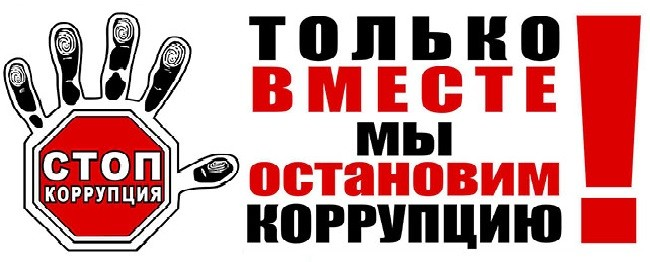 СТОП
КОРРУПЦИЯ
ТОЛЬКО
ВМЕСТЕ
МЫ
ОСТАНОВИМ
КОРРУПЦИЮ!